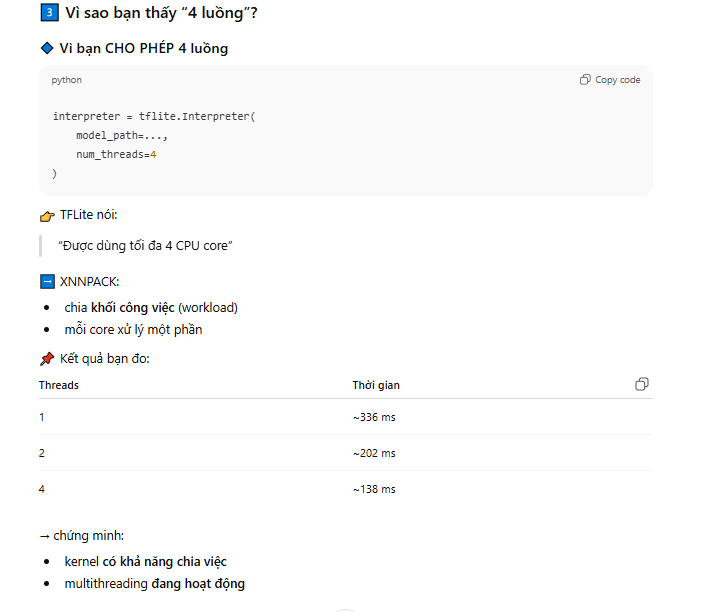 3 Vì sao bạn thấy “4 luồng”?
Vì bạn CHO PHÉP 4 luồng
python Copy code
interpreter = tflite.Interpreter(
    model_path=...,
    num_threads=4
)
TFLite nói:
“Được dùng tối đa 4 CPU core”
XNNPACK:
• chia khối công việc (workload)
• mỗi core xử lý một phần
Kết quả bạn đo:
Threads Thời gian
1 ~336 ms
2 ~202 ms
4 ~138 ms
→ chứng minh:
• kernel có khả năng chia việc
• multithreading đang hoạt động